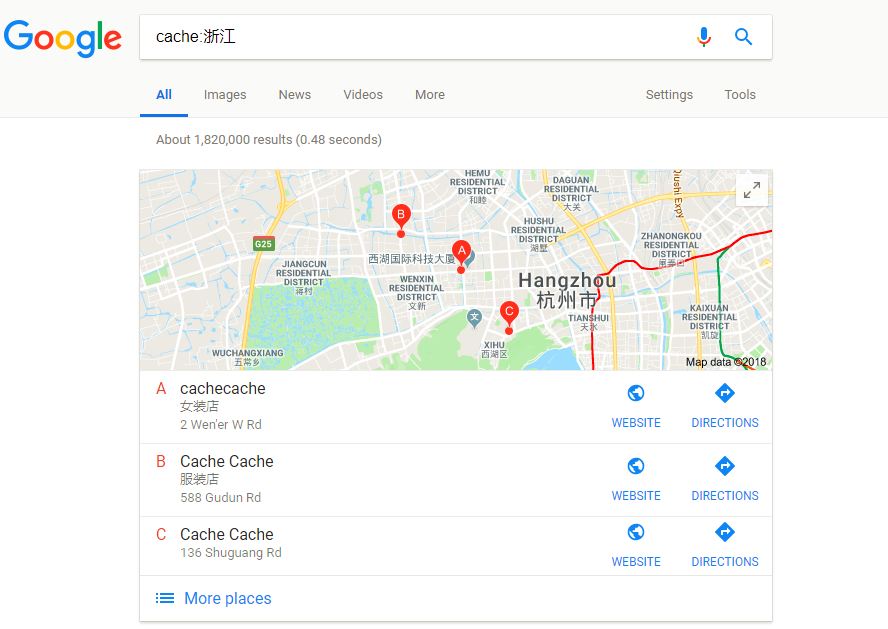 Google
cache:浙江
All Images News Videos More Settings Tools
About 1,820,000 results (0.48 seconds)
HEMU
RESIDENTIAL
DISTRICT
和睦
DAGUAN
RESIDENTIAL
DISTRICT
大关
Qiushi Expy
B
HUSHU
RESIDENTIAL
DISTRICT
湖墅
ZHANONGKOU
RESIDENTIAL
DISTRICT
闸弄口
G25
A
西湖国际科技大厦
JIANGCUN
RESIDENTIAL
DISTRICT
蒋村
WENXIN
RESIDENTIAL
DISTRICT
文新
Hangzhou
杭州市
C
文
TIANSHUI
天水
KAIXUAN
RESIDENTIAL
DISTRICT
凯旋
WUCHANGXIANG
五常乡
XIHU
西湖区
Map data ©2018
A cachecache
女装店
2 Wen'er W Rd
WEBSITE DIRECTIONS
B Cache Cache
服装店
588 Gudun Rd
WEBSITE DIRECTIONS
C Cache Cache
136 Shuguang Rd
WEBSITE DIRECTIONS
More places